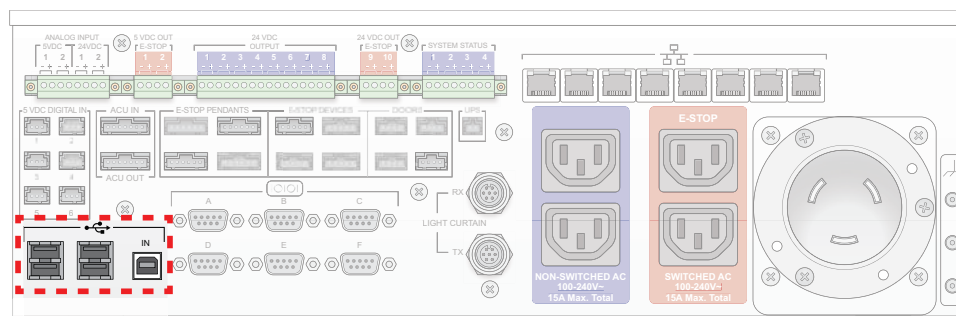 ANALOG INPUT
5VDC 24VDC
1 2 1 2
- + - + - + - +
5 VDC OUT
E-STOP
1 2
- + - +
24 VDC
OUTPUT
1 2 3 4 5 6 7 8
- + - + - + - + - + - + - + - +
24 VDC OUT
E-STOP
9 10
- + - +
SYSTEM STATUS
1 2 3 4
- + - + - + - +
5 VDC DIGITAL IN
1 2
3 4
5 6
ACU IN
ACU OUT
E-STOP PENDANTS
E-STOP DEVICES
DOORS
UPS
A B C
D E F
RX
LIGHT CURTAIN
TX
IN
E-STOP
NON-SWITCHED AC
100-240V~
15A Max. Total
SWITCHED AC
100-240V~
15A Max. Total